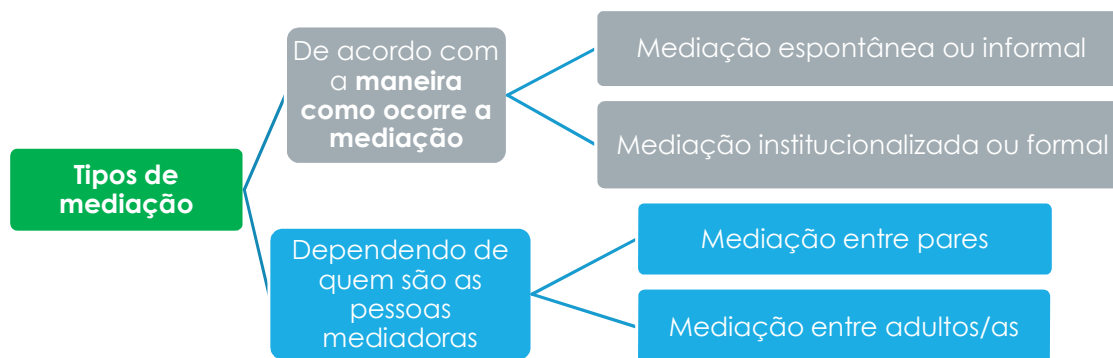 Tipos de
mediação
De acordo com
a maneira
como ocorre a
mediação
Mediação espontânea ou informal
Mediação institucionalizada ou formal
Dependendo de
quem são as
pessoas
mediadoras
Mediação entre pares
Mediação entre adultos/as